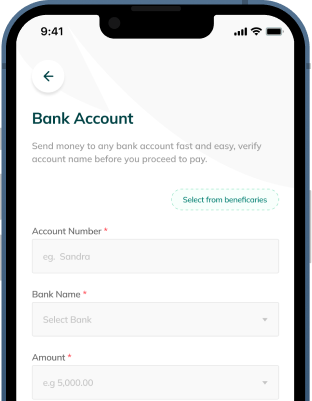 9:41
Bank Account
Send money to any bank account fast and easy, verify
account name before you proceed to pay.
Select from beneficaries
Account Number *
eg. Sandra
Bank Name *
Select Bank
Amount *
e.g 5,000.00